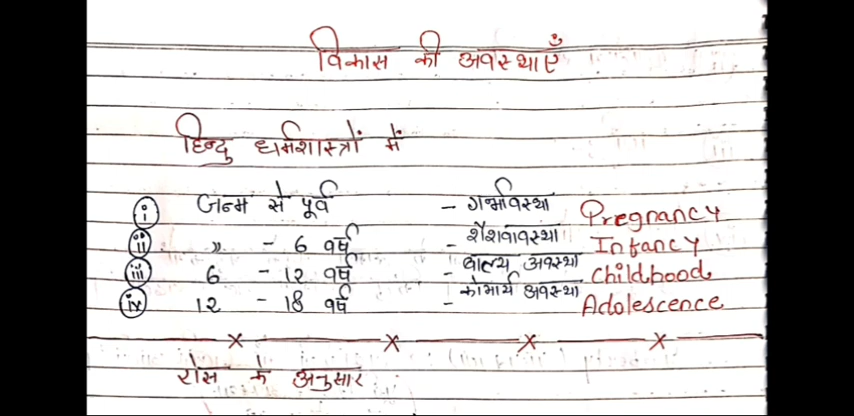 विकास की अवस्थाएँ
हिन्दु धर्मशास्त्रों में
i जन्म से पूर्व - गर्भावस्था Pregnancy
ii " - 6 वर्ष - शैशवावस्था Infancy
iii 6 - 12 वर्ष - बाल्य अवस्था Childhood
ix 12 - 18 वर्ष - कौमार्य अवस्था Adolescence
रोस के अनुसार